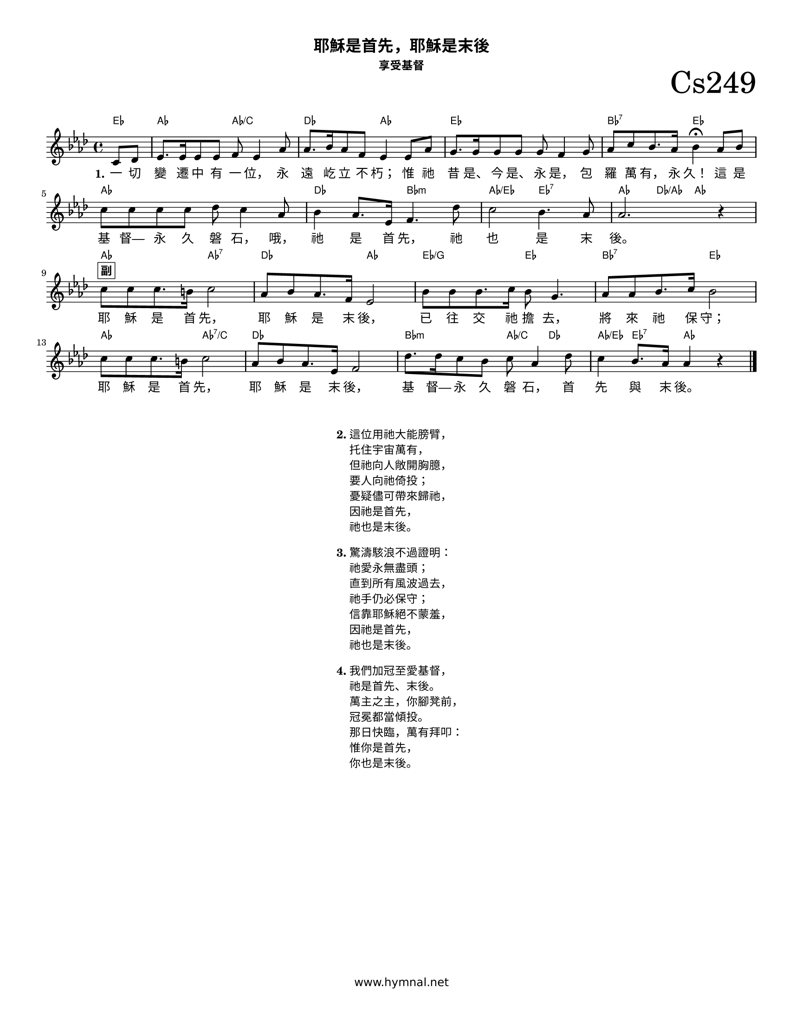 耶穌是首先，耶穌是末後
享受基督
Cs249
E♭ A♭ A♭/C D♭ A♭ E♭ B♭7 E♭
1. 一 切 變 遷 中 有 一 位， 永 遠 屹 立 不 朽； 惟 祂 昔 是、 今 是、 永 是， 包 羅 萬 有， 永 久！ 這 是
5 A♭ D♭ B♭m A♭/E♭ E♭7 A♭ D♭/A♭ A♭
基 督— 永 久 磐 石， 哦， 祂 是 首 先， 祂 也 是 末 後。
9 A♭ A♭7 D♭ A♭ E♭/G E♭ B♭7 E♭
副
耶 穌 是 首 先， 耶 穌 是 末 後， 已 往 交 祂 擔 去， 將 來 祂 保 守；
13 A♭ A♭7/C D♭ B♭m A♭/C D♭ A♭/E♭ E♭7 A♭
耶 穌 是 首 先， 耶 穌 是 末 後， 基 督— 永 久 磐 石， 首 先 與 末 後。
2. 這位用祂大能膀臂，
托住宇宙萬有，
但祂向人敞開胸臆，
要人向祂倚投；
憂疑儘可帶來歸祂，
因祂是首先，
祂也是末後。
3. 驚濤駭浪不過證明：
祂愛永無盡頭；
直到所有風波過去，
祂手仍必保守；
信靠耶穌絕不蒙羞，
因祂是首先，
祂也是末後。
4. 我們加冠至愛基督，
祂是首先、末後。
萬主之主，你腳凳前，
冠冕都當傾投。
那日快臨，萬有拜叩：
惟你是首先，
你也是末後。
www.hymnal.net